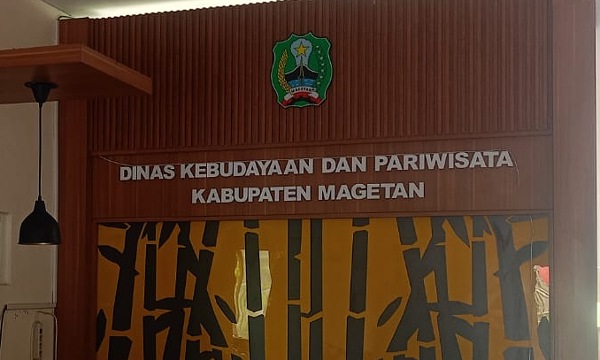 DINAS KEBUDAYAAN DAN PARIWISATA
KABUPATEN MAGETAN